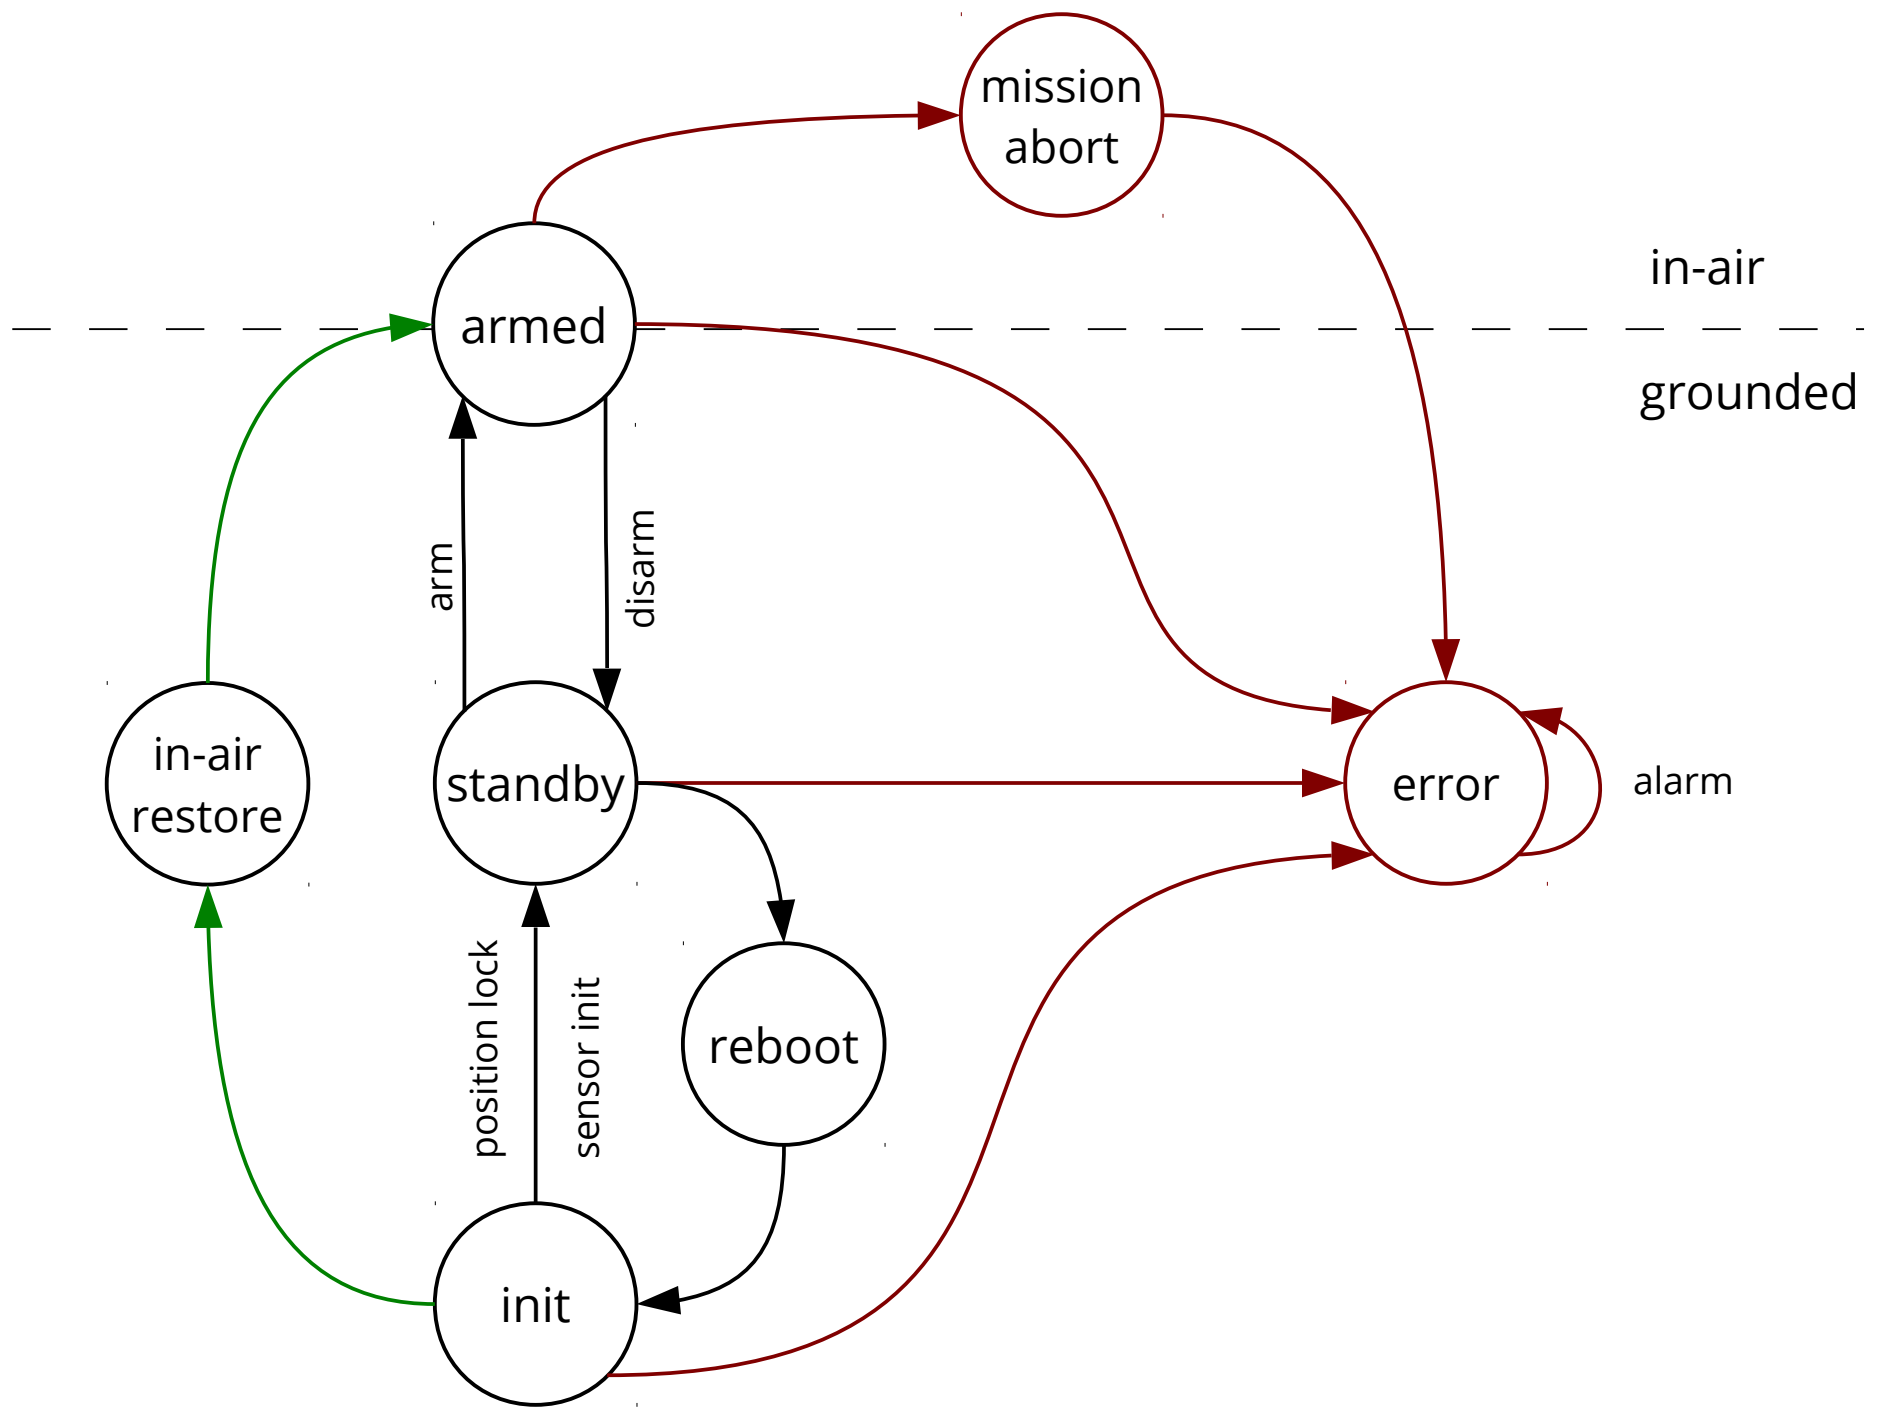 mission
abort
in-air
armed
grounded
arm
disarm
in-air
restore
standby
error
alarm
position lock
sensor init
reboot
init